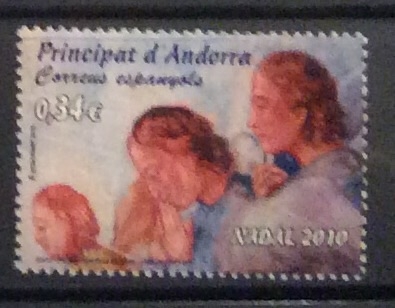 Principat d'Andorra
Correus espanyols
0,34€
NADAL 2010